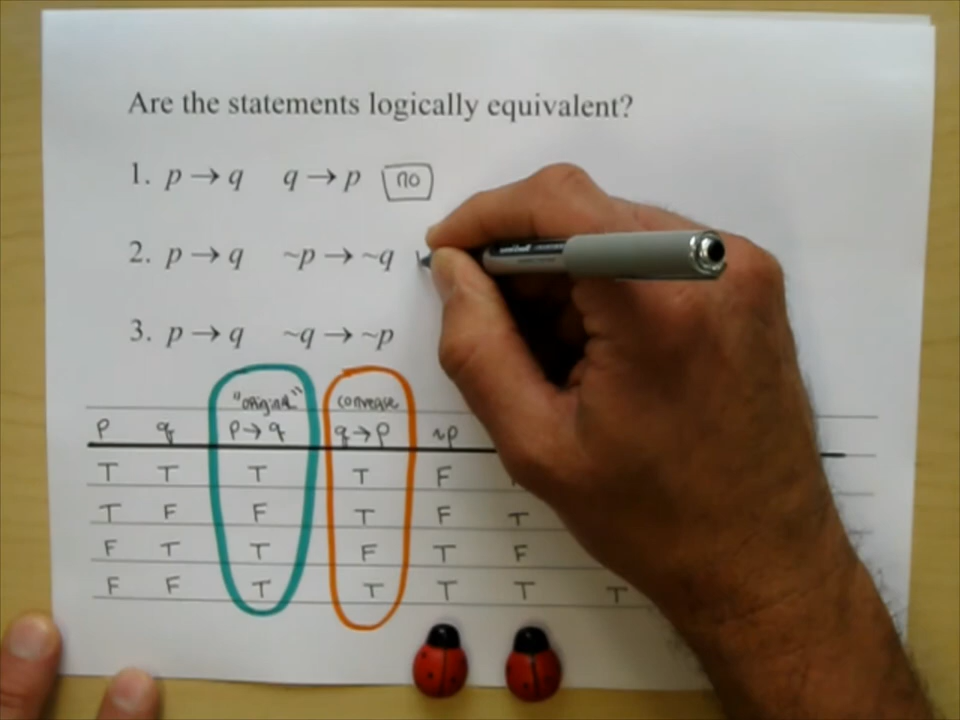 Are the statements logically equivalent?
1. p → q q → p no
2. p → q ~p → ~q
3. p → q ~q → ~p
"original" converse
P q P → q q → P ~P
T T T T F
T F F T F T
F T T F T F
F F T T T T T